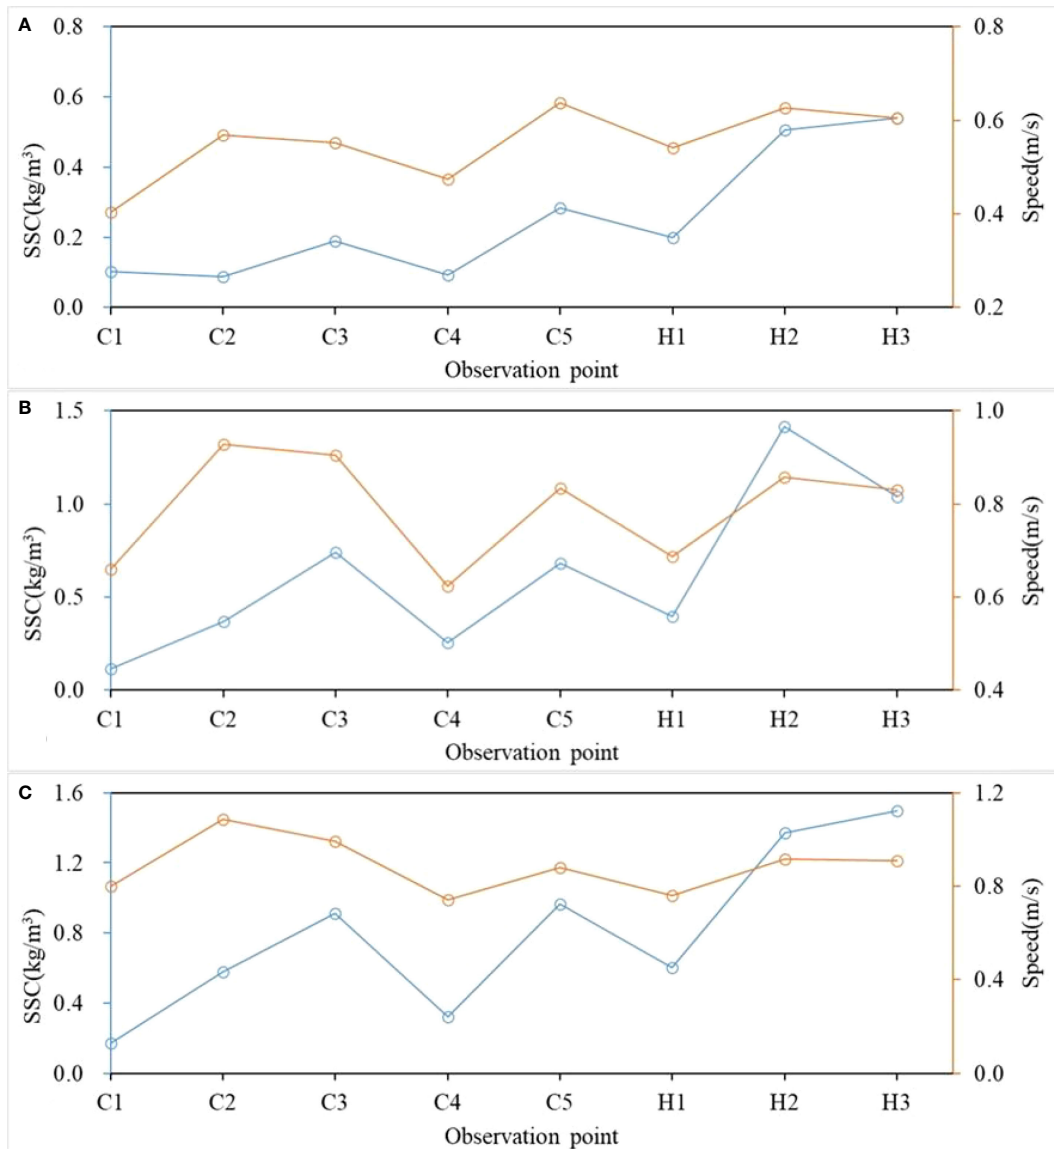 A
0.8 0.8
0.6 0.6
0.4 0.4
0.2
0.0 0.2
SSC(kg/m³)
Speed(m/s)
C1 C2 C3 C4 C5 H1 H2 H3
Observation point
B
1.5 1.0
1.0 0.8
0.5 0.6
0.0 0.4
SSC(kg/m³)
Speed(m/s)
C1 C2 C3 C4 C5 H1 H2 H3
Observation point
C
1.6 1.2
1.2
0.8 0.8
0.4 0.4
0.0 0.0
SSC(kg/m³)
Speed(m/s)
C1 C2 C3 C4 C5 H1 H2 H3
Observation point